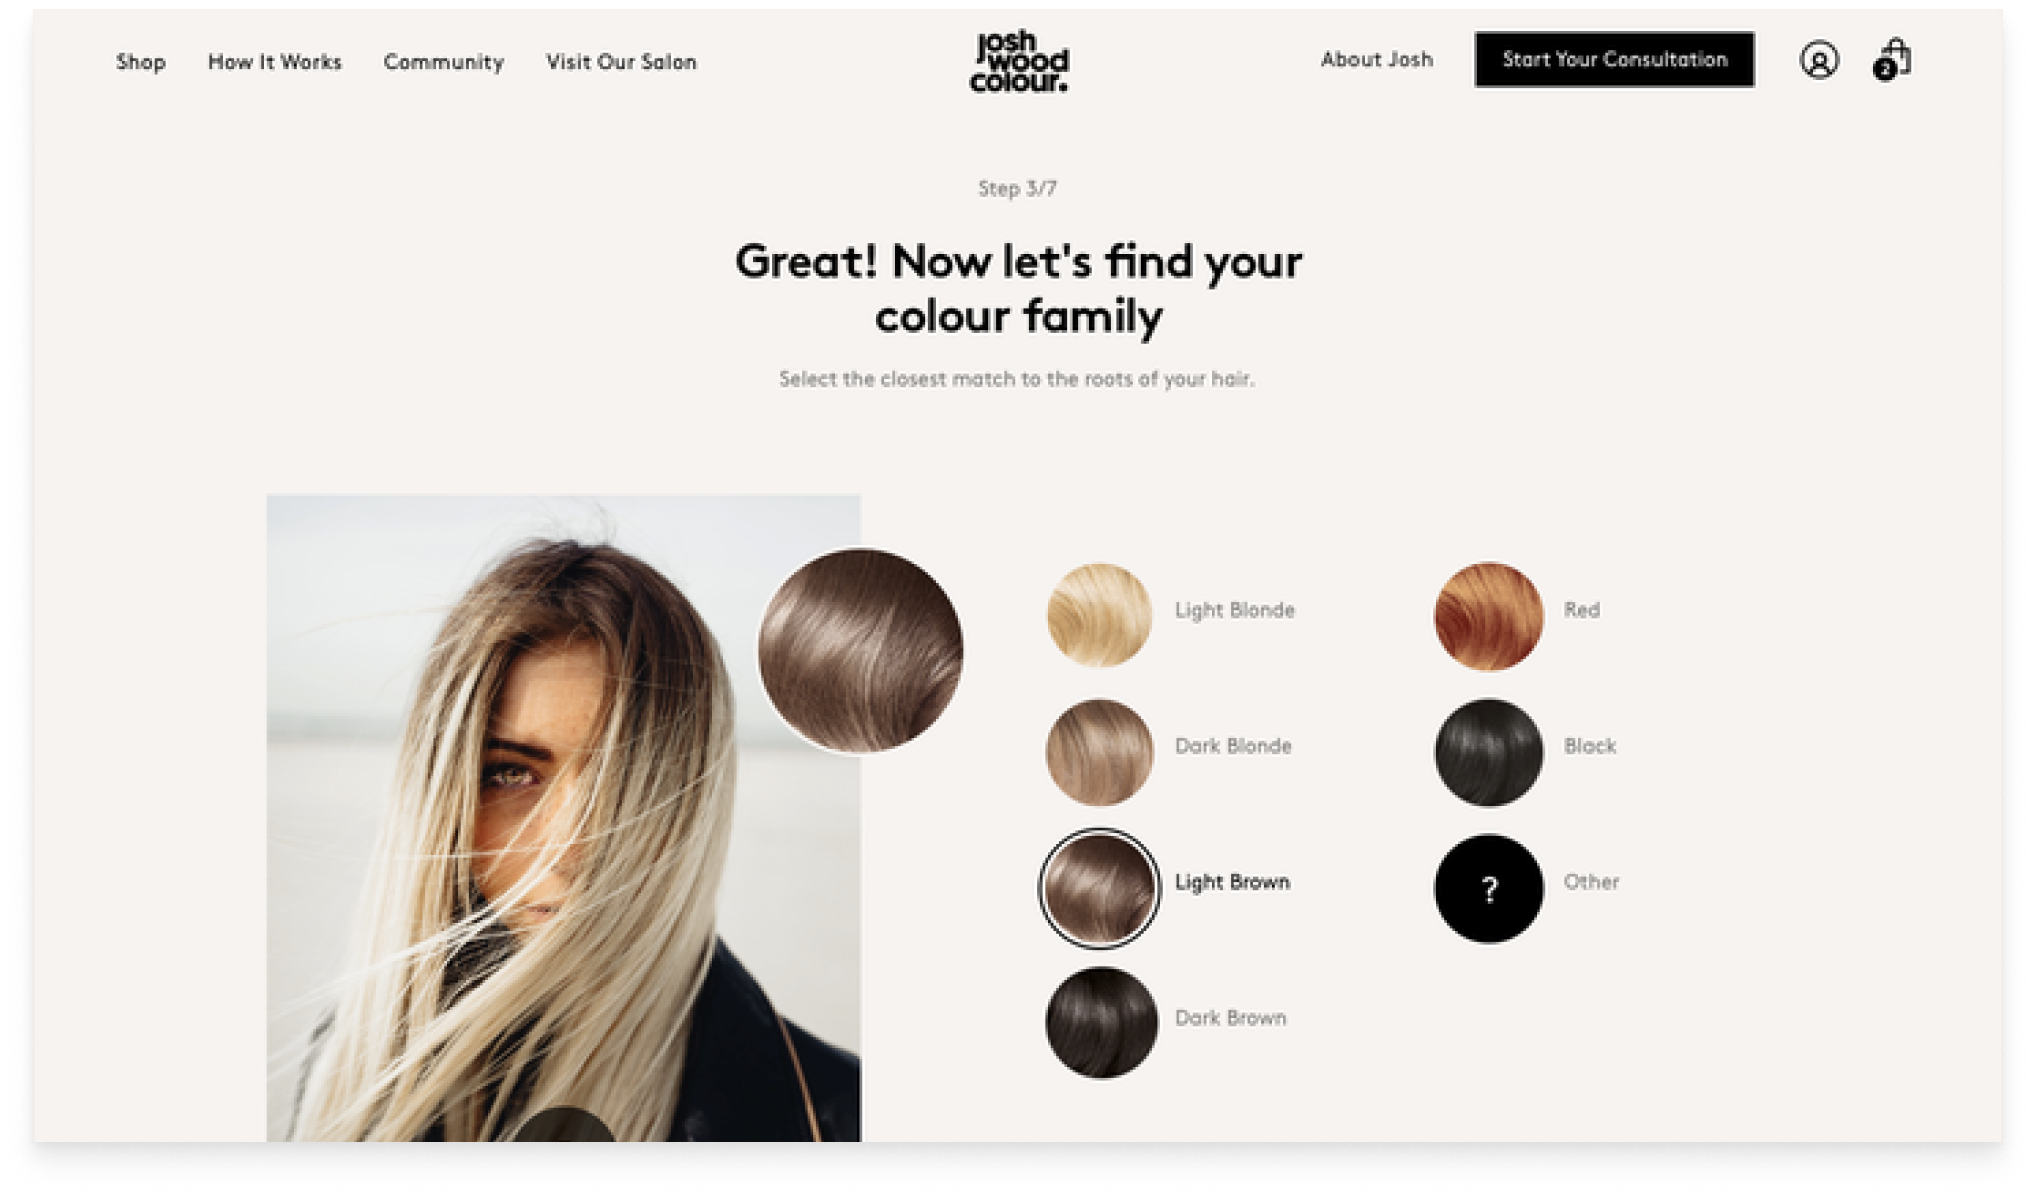 Shop How It Works Community Visit Our Salon
josh
wood
colour.
About Josh Start Your Consultation 2
Step 3/7
Great! Now let's find your
colour family
Select the closest match to the roots of your hair.
Light Blonde
Dark Blonde
Light Brown
Dark Brown
Red
Black
?
Other